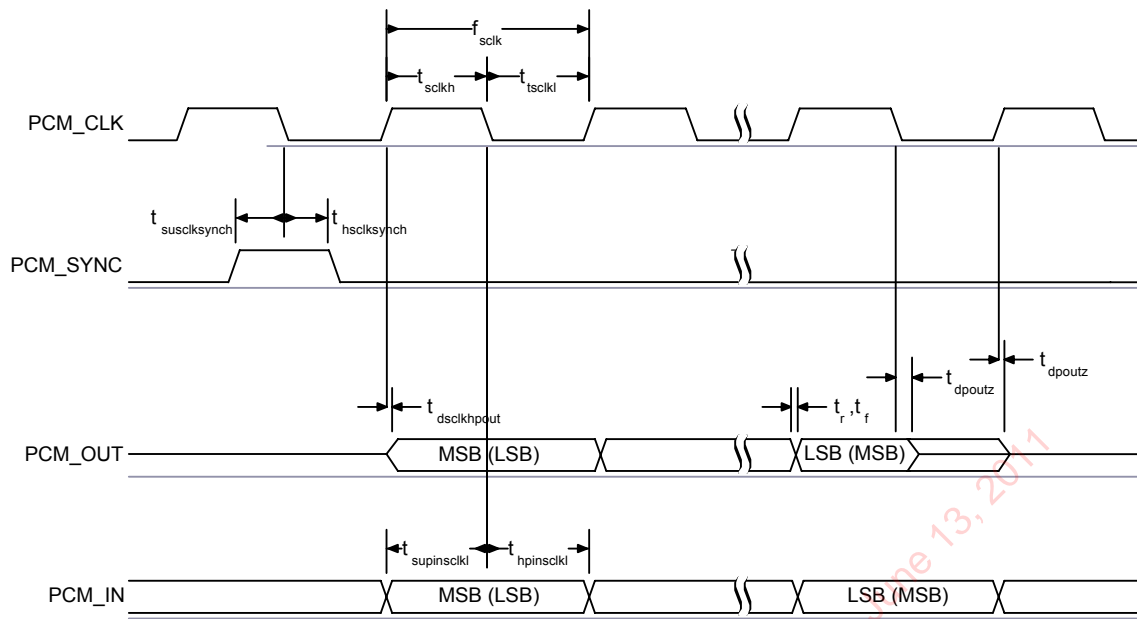 f sclk
t sclkh t tsclkl
PCM_CLK
t susclksynch t hsclksynch
PCM_SYNC
t dpoutz
t dpoutz
t dsclkhpout t r ,t f
PCM_OUT MSB (LSB) LSB (MSB)
June 13, 2011
t supinsclkl t hpinsclkl
PCM_IN MSB (LSB) LSB (MSB)